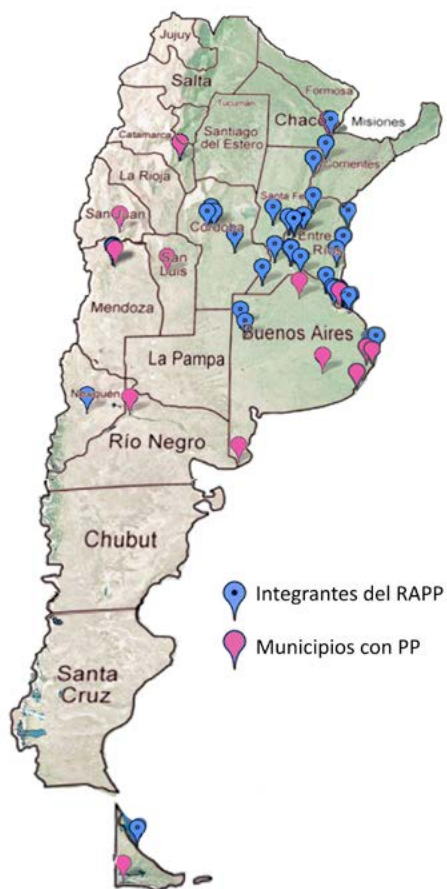 Jujuy
Salta
Formosa
Tucumán
Chaco
Misiones
Catamarca
Santiago
del Estero
Corrientes
La Rioja
Santa Fe
San Juan
Córdoba
Entre
Ríos
San
Luis
Mendoza
Buenos Aires
La Pampa
Neuquén
Río Negro
Chubut
Integrantes del RAPP
Municipios con PP
Santa
Cruz